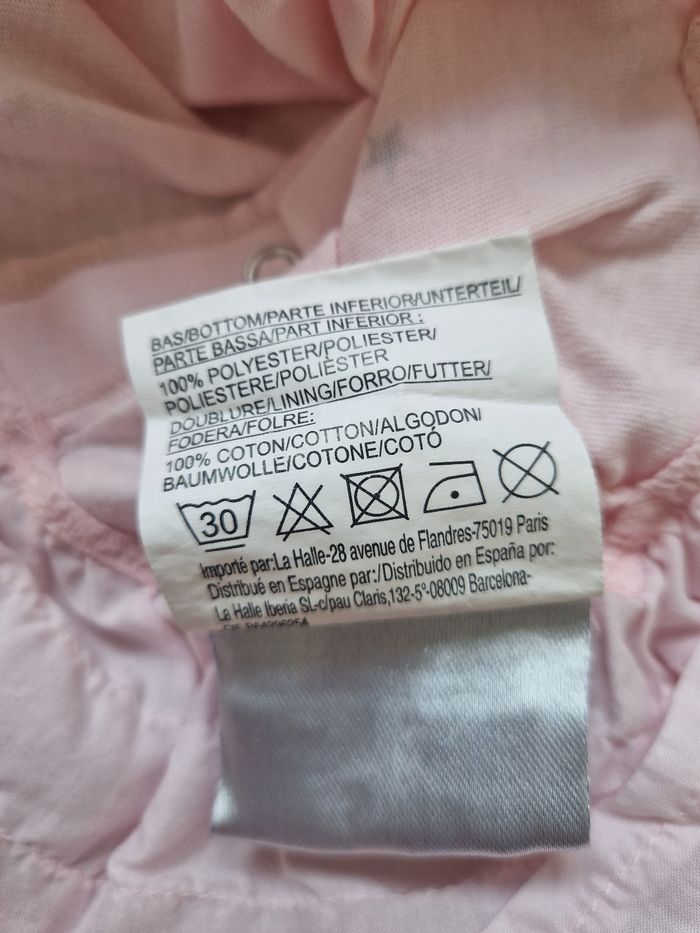 BAS/BOTTOM/PARTE INFERIOR/UNTERTEIL/
PARTE BASSA/PART INFERIOR :
100% POLYESTER/POLIESTER/
POLIESTERE/POLIÈSTER
DOUBLURE/LINING/FORRO/FUTTER/
FODERA/FOLRE:
100% COTON/COTTON/ALGODON/
BAUMWOLLE/COTONE/COTÓ
30
Importé par:La Halle-28 avenue de Flandres-75019 Paris
Distribué en Espagne par:/Distribuido en España por:
La Halle Iberia SL-c/pau Claris,132-5º-08009 Barcelona-